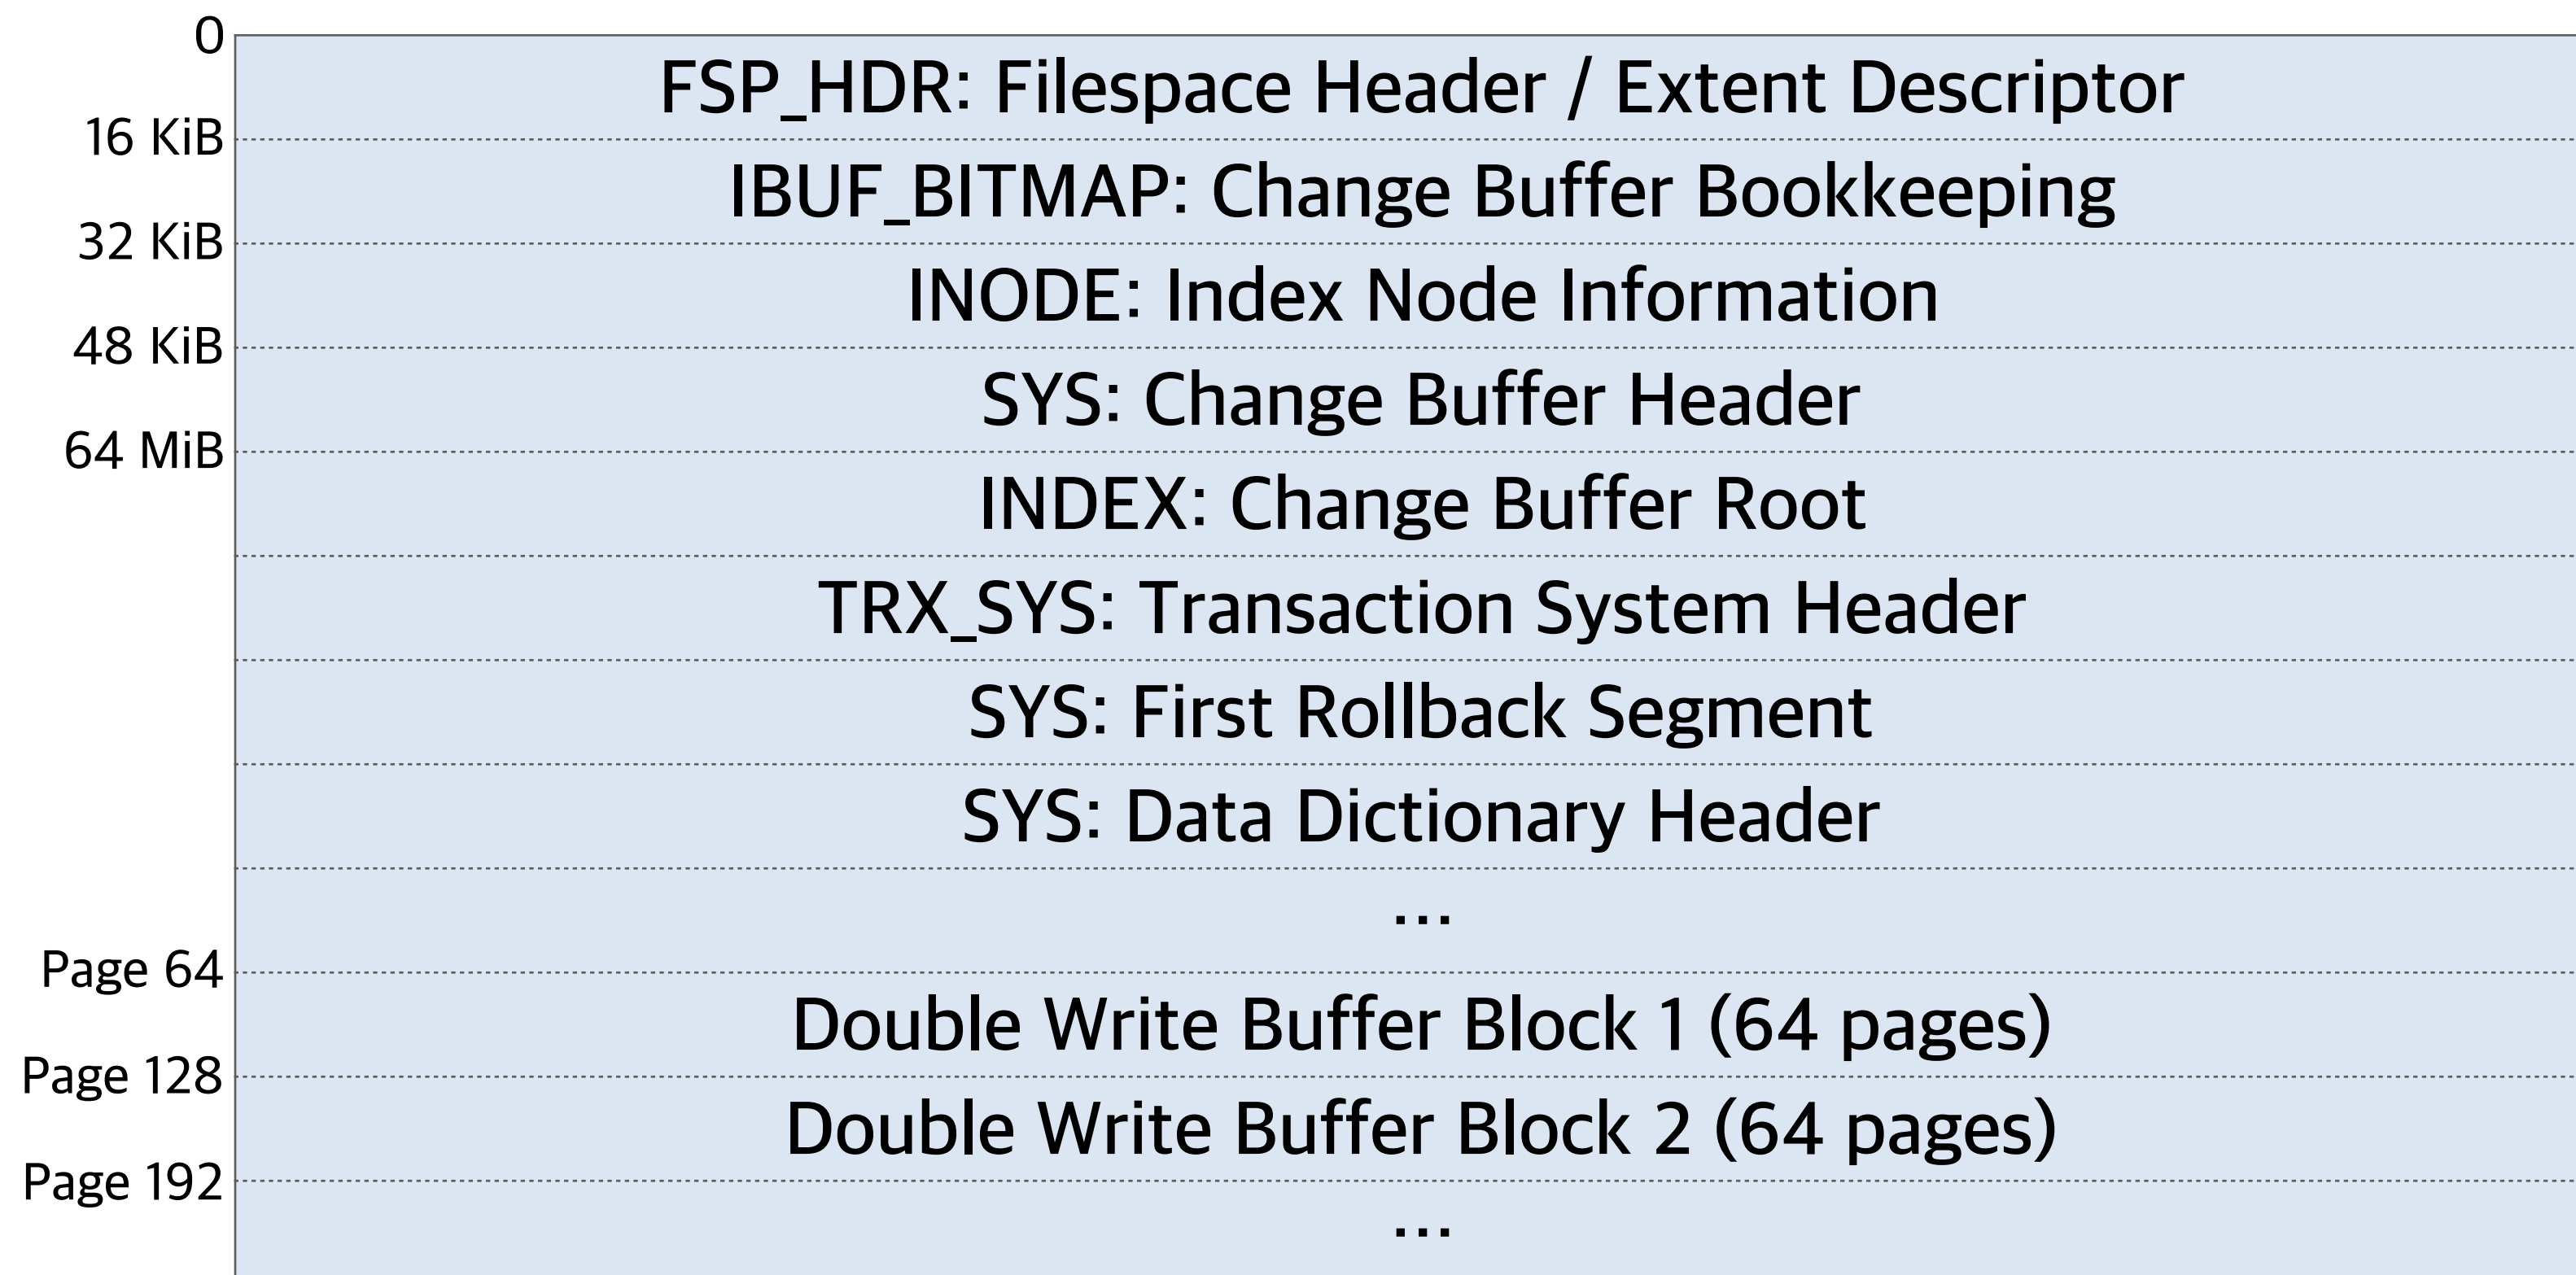 0
FSP_HDR: Filespace Header / Extent Descriptor
16 KiB
IBUF_BITMAP: Change Buffer Bookkeeping
32 KiB
INODE: Index Node Information
48 KiB
SYS: Change Buffer Header
64 MiB
INDEX: Change Buffer Root
TRX_SYS: Transaction System Header
SYS: First Rollback Segment
SYS: Data Dictionary Header
...
Page 64
Double Write Buffer Block 1 (64 pages)
Page 128
Double Write Buffer Block 2 (64 pages)
Page 192
...